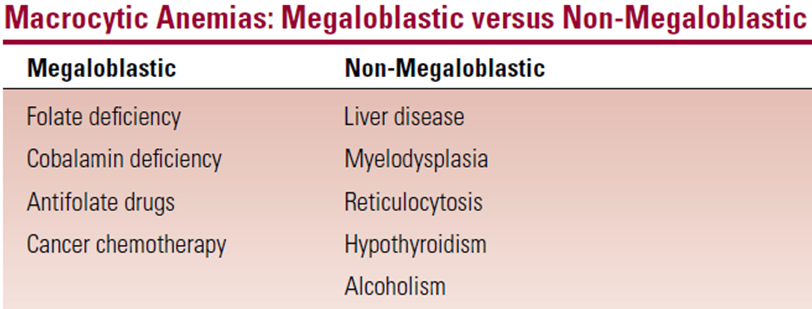 Macrocytic Anemias: Megaloblastic versus Non-Megaloblastic
Megaloblastic Non-Megaloblastic
Folate deficiency Liver disease
Cobalamin deficiency Myelodysplasia
Antifolate drugs Reticulocytosis
Cancer chemotherapy Hypothyroidism
Alcoholism